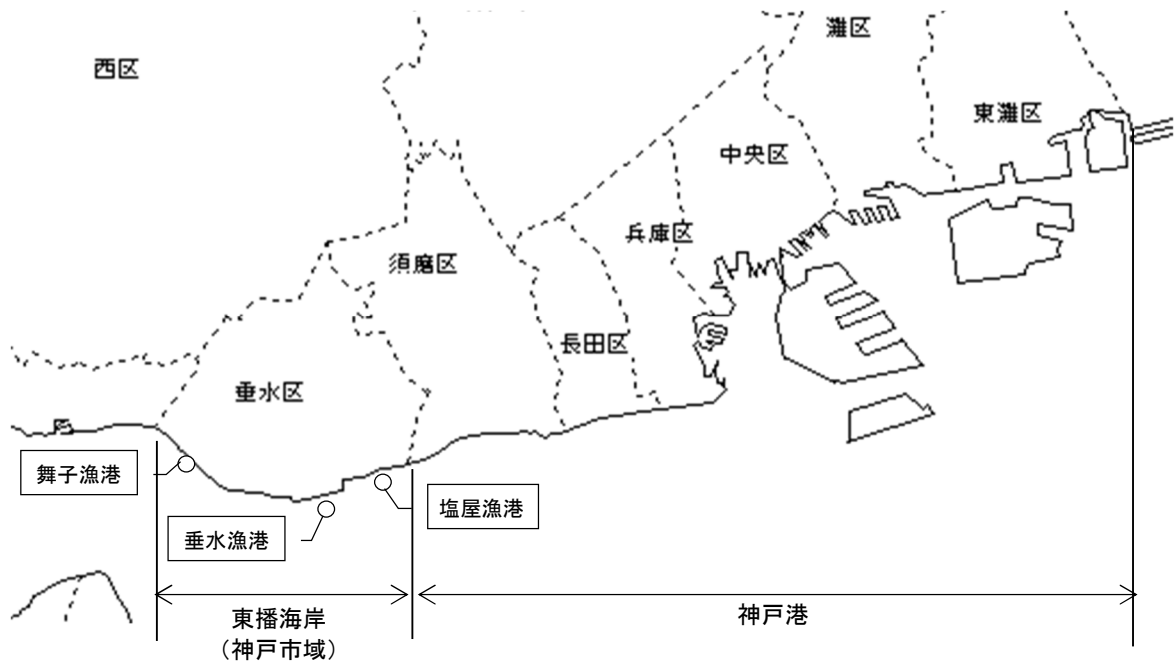 灘区
西区
東灘区
中央区
兵庫区
須磨区
長田区
垂水区
舞子漁港
塩屋漁港
垂水漁港
東播海岸
（神戸市域）
神戸港